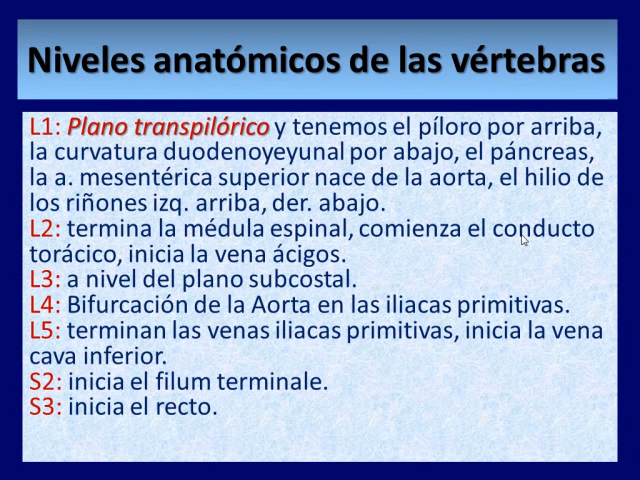 Niveles anatómicos de las vértebras
L1: Plano transpilórico y tenemos el píloro por arriba,
la curvatura duodenoyeyunal por abajo, el páncreas,
la a. mesentérica superior nace de la aorta, el hilio de
los riñones izq. arriba, der. abajo.
L2: termina la médula espinal, comienza el conducto
torácico, inicia la vena ácigos.
L3: a nivel del plano subcostal.
L4: Bifurcación de la Aorta en las iliacas primitivas.
L5: terminan las venas iliacas primitivas, inicia la vena
cava inferior.
S2: inicia el filum terminale.
S3: inicia el recto.